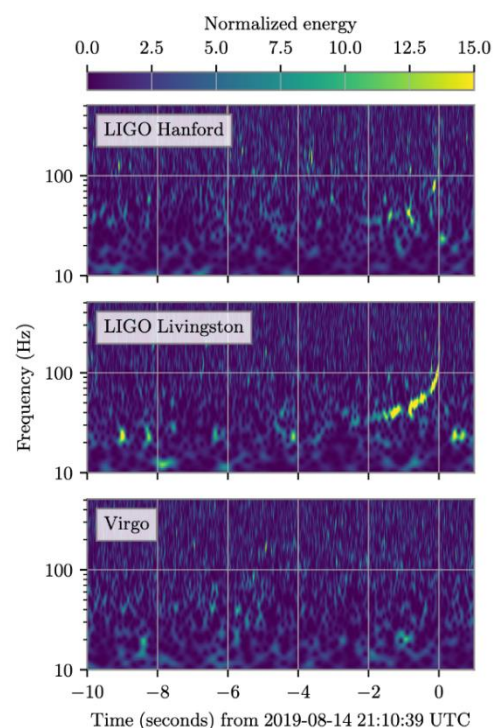 Normalized energy
0.0 2.5 5.0 7.5 10.0 12.5 15.0
LIGO Hanford
100
10
LIGO Livingston
100
10
Frequency (Hz)
Virgo
100
10
−10 −8 −6 −4 −2 0
Time (seconds) from 2019-08-14 21:10:39 UTC